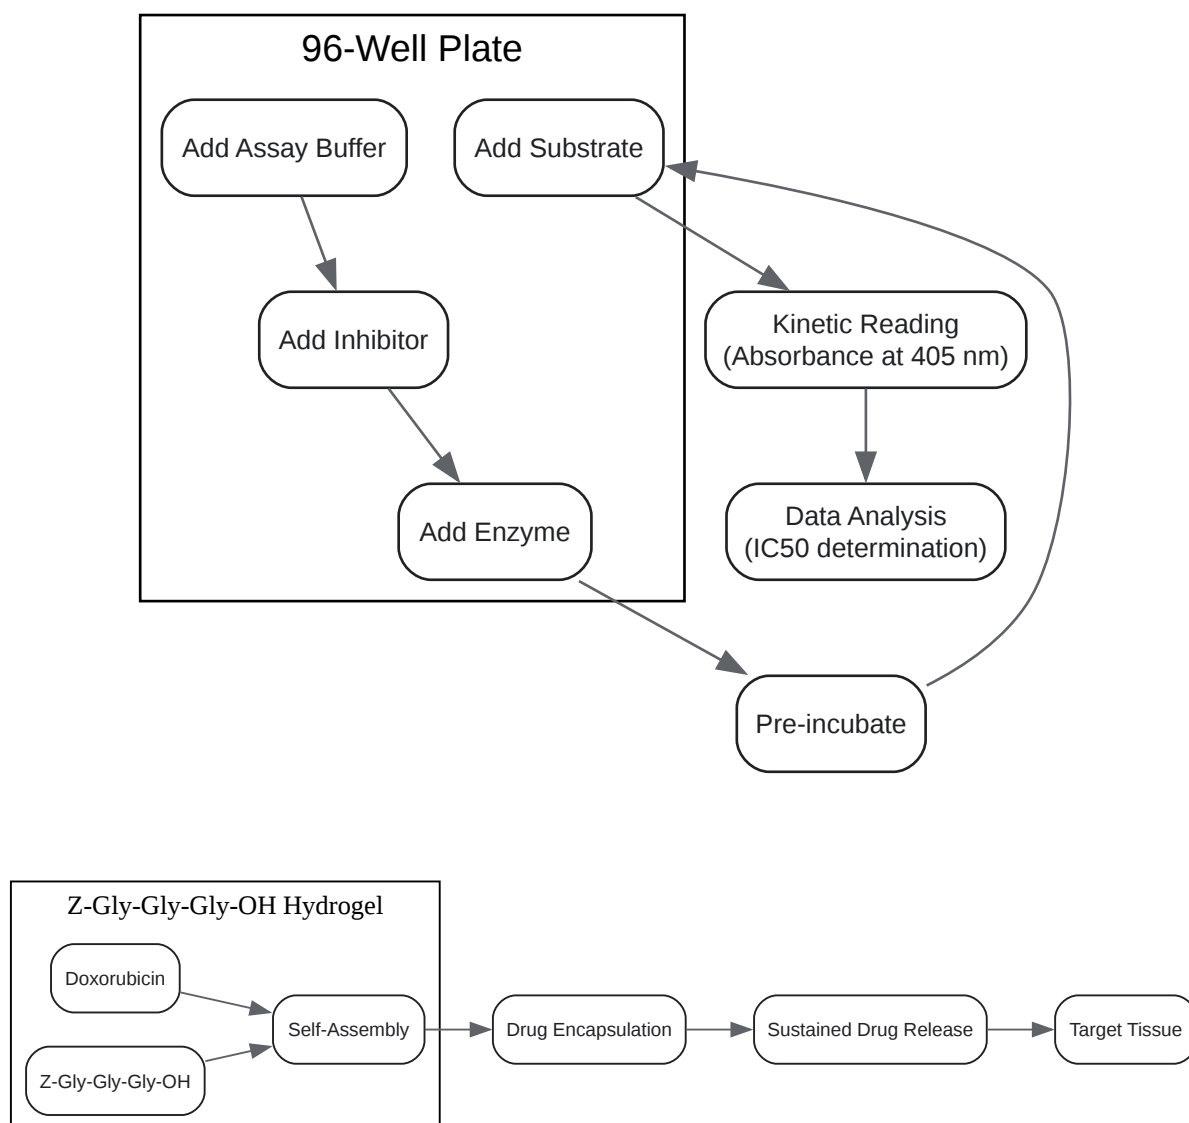 96-Well Plate
Add Assay Buffer
Add Substrate
Add Inhibitor
Kinetic Reading
(Absorbance at 405 nm)
Add Enzyme
Data Analysis
(IC50 determination)
Pre-incubate
Z-Gly-Gly-Gly-OH Hydrogel
Doxorubicin
Z-Gly-Gly-Gly-OH
Self-Assembly
Drug Encapsulation
Sustained Drug Release
Target Tissue